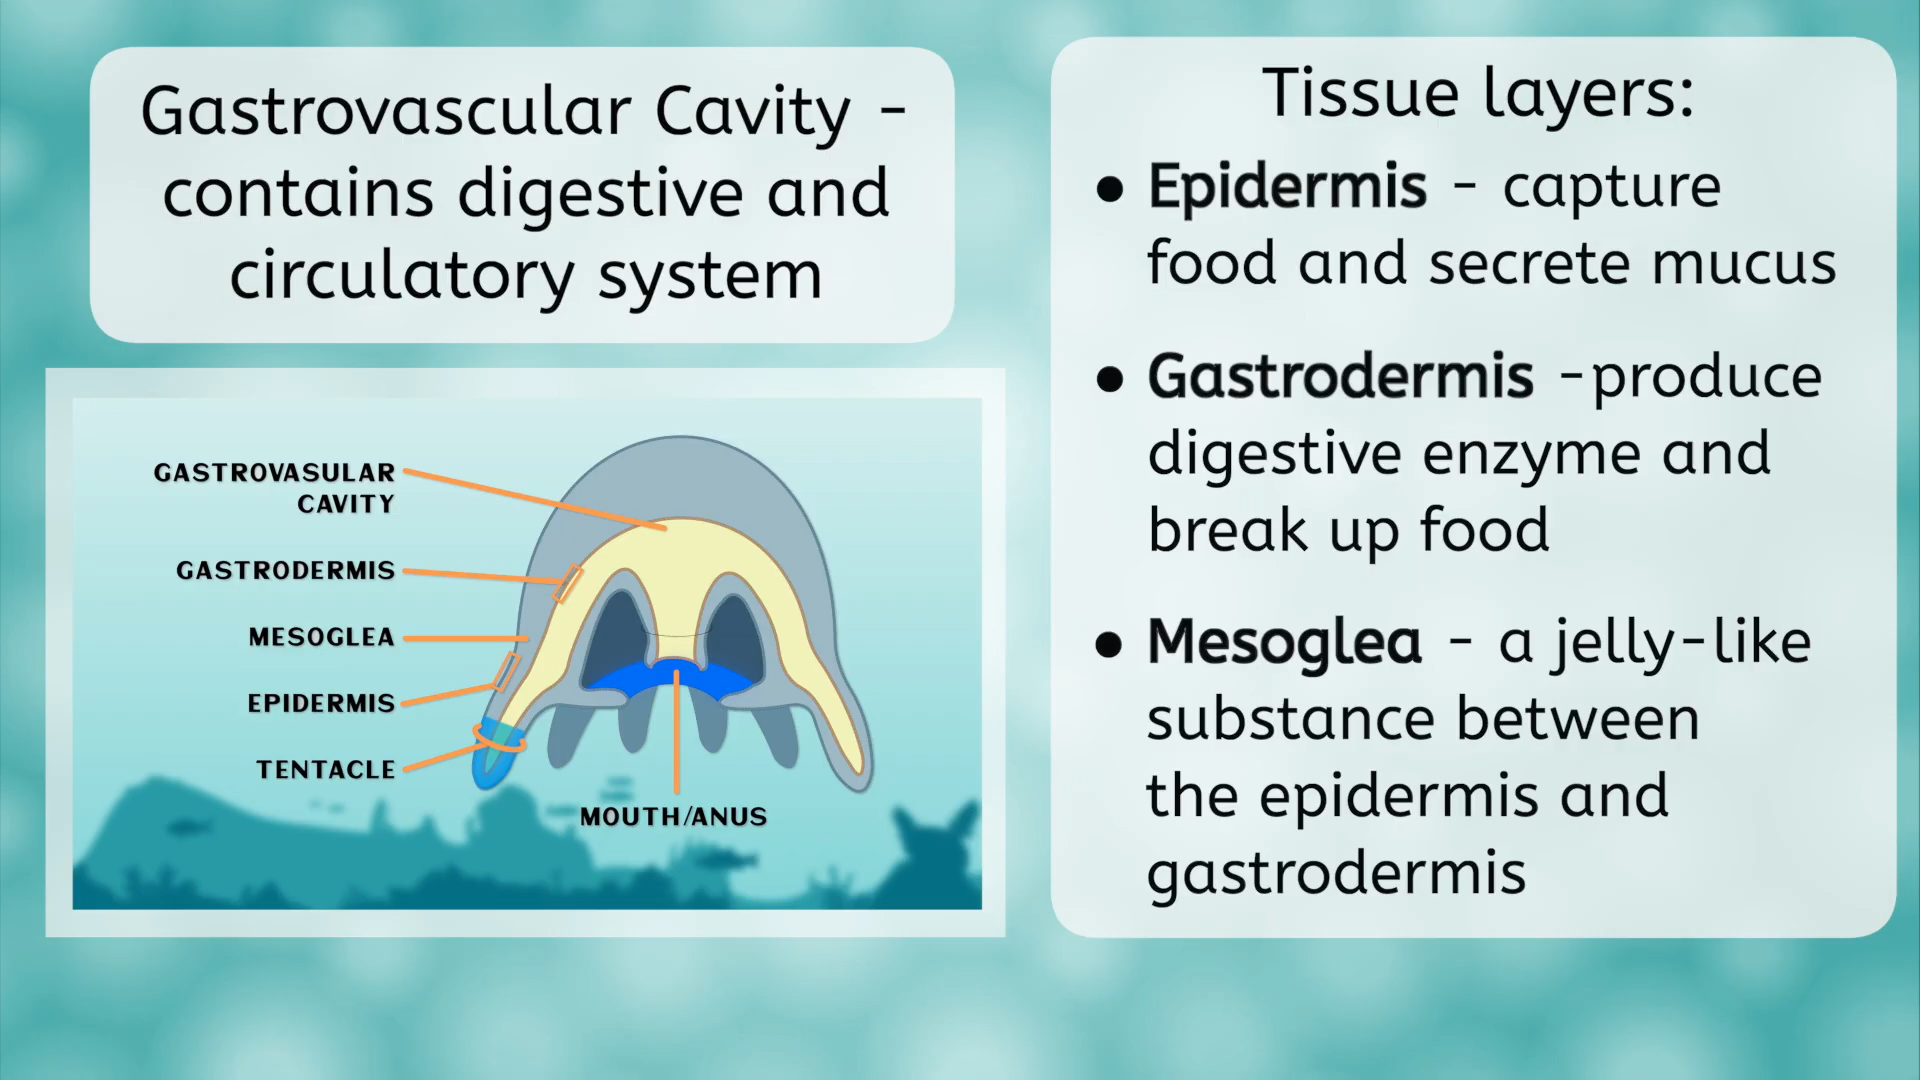 Gastrovascular Cavity -
contains digestive and
circulatory system
GASTROVASULAR
CAVITY
GASTRODERMIS
MESOGLEA
EPIDERMIS
TENTACLE
MOUTH/ANUS
Tissue layers:
● Epidermis - capture
food and secrete mucus
● Gastrodermis -produce
digestive enzyme and
break up food
● Mesoglea - a jelly-like
substance between
the epidermis and
gastrodermis